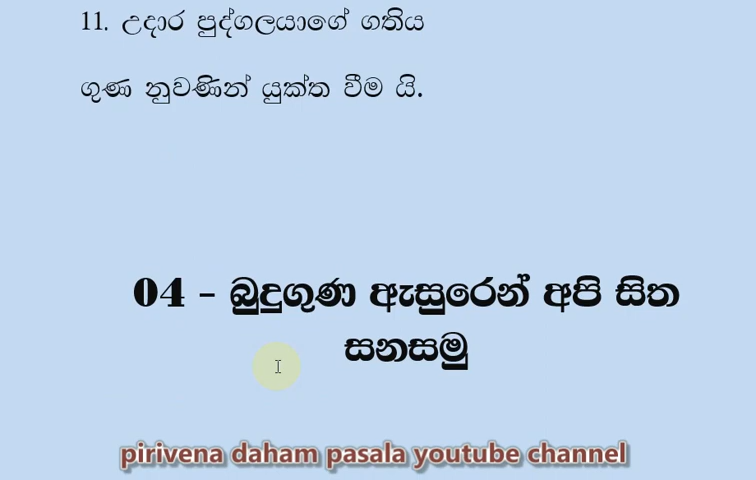 11. උදාර පුද්ගලයාගේ ගතිය
ගුණ නුවණින් යුක්ත වීම යි.
04 - බුදුගුණ ඇසුරෙන් අපි සිත
සනසමු
pirivena daham pasala youtube channel